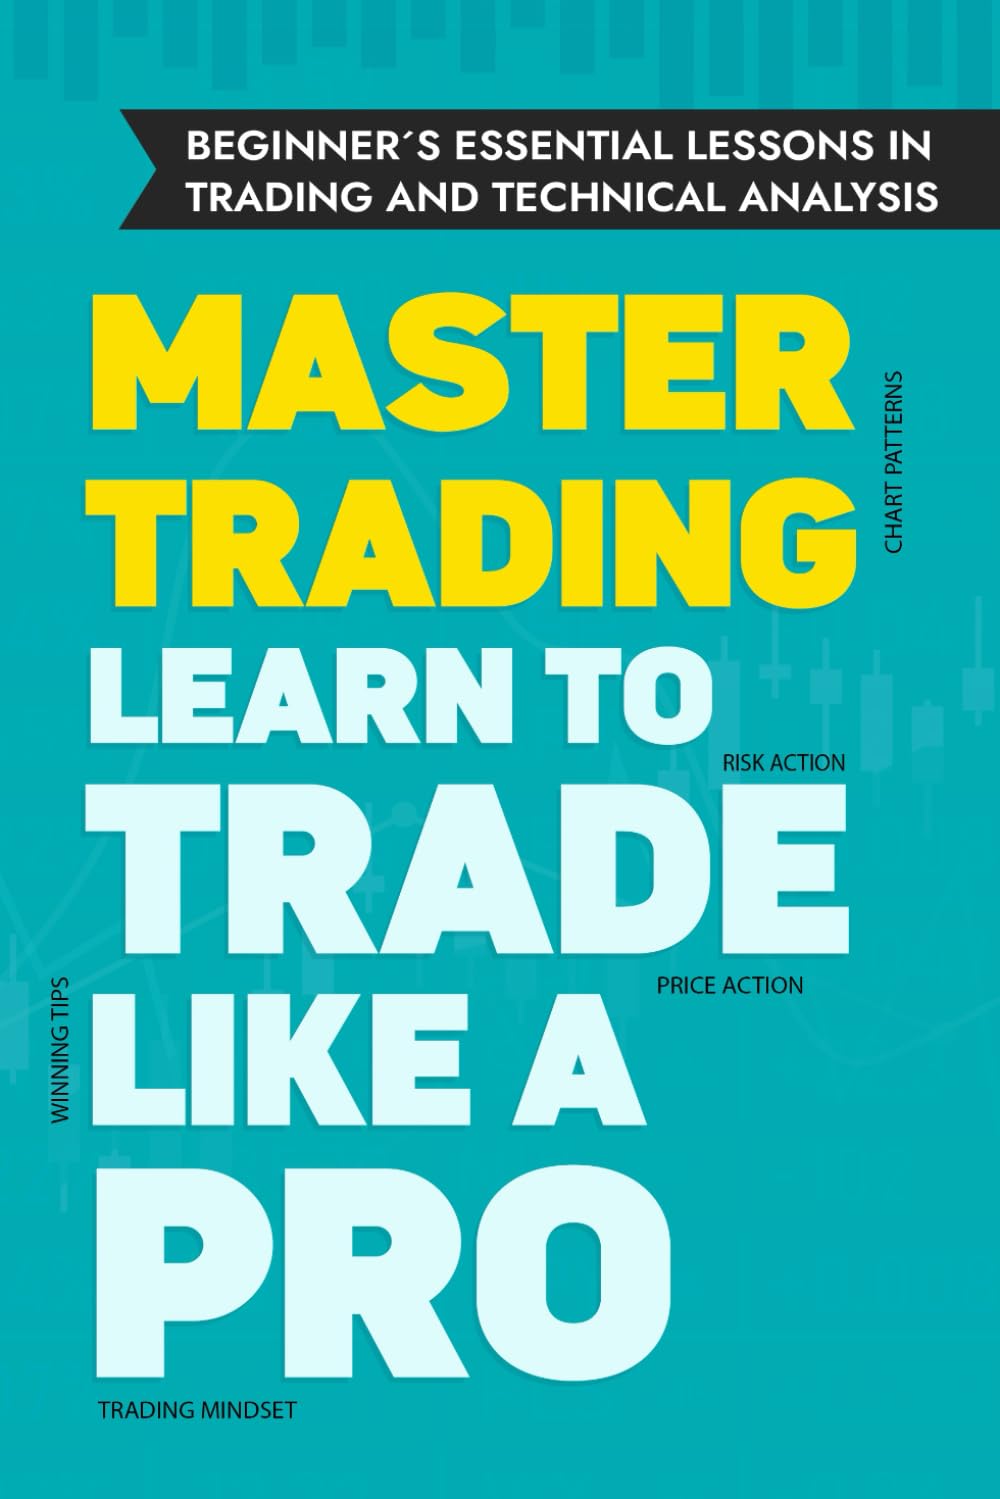 BEGINNER´S ESSENTIAL LESSONS IN
TRADING AND TECHNICAL ANALYSIS
MASTER
TRADING
CHART PATTERNS
LEARN TO
RISK ACTION
TRADE
PRICE ACTION
WINNING TIPS
LIKE A
PRO
TRADING MINDSET